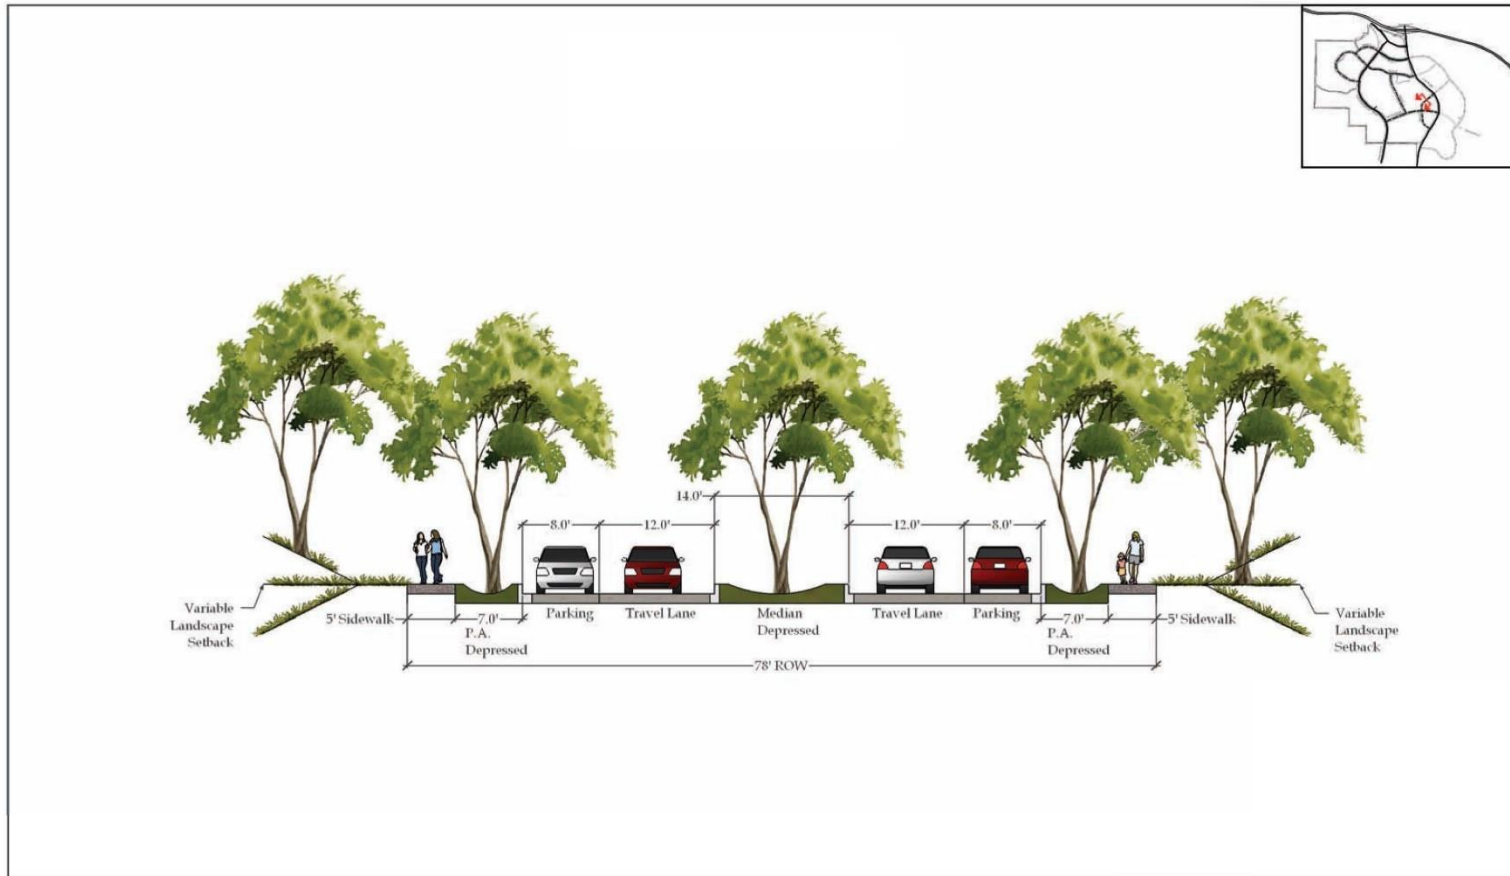 14.0'
8.0'
12.0'
12.0'
8.0'
Variable
Landscape
Setback
5' Sidewalk
7.0'
P.A.
Depressed
Parking
Travel Lane
Median
Depressed
Travel Lane
Parking
7.0'
P.A.
Depressed
5' Sidewalk
Variable
Landscape
Setback
78' ROW